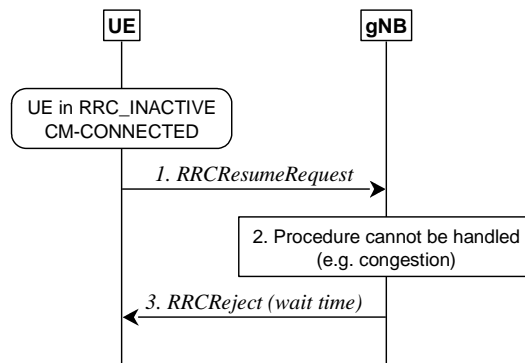 UE
gNB
UE in RRC_INACTIVE
CM-CONNECTED
1. RRCResumeRequest
2. Procedure cannot be handled
(e.g. congestion)
3. RRCReject (wait time)